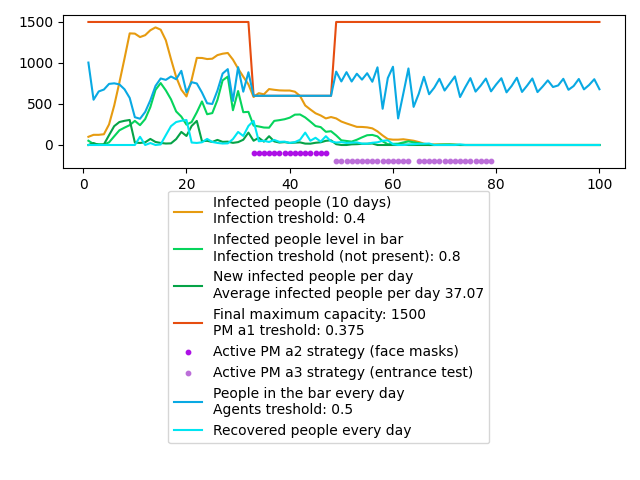 1500
1000
500
0
0 20 40 60 80 100
Infected people (10 days)
Infection treshold: 0.4
Infected people level in bar
Infection treshold (not present): 0.8
New infected people per day
Average infected people per day 37.07
Final maximum capacity: 1500
PM a1 treshold: 0.375
Active PM a2 strategy (face masks)
Active PM a3 strategy (entrance test)
People in the bar every day
Agents treshold: 0.5
Recovered people every day